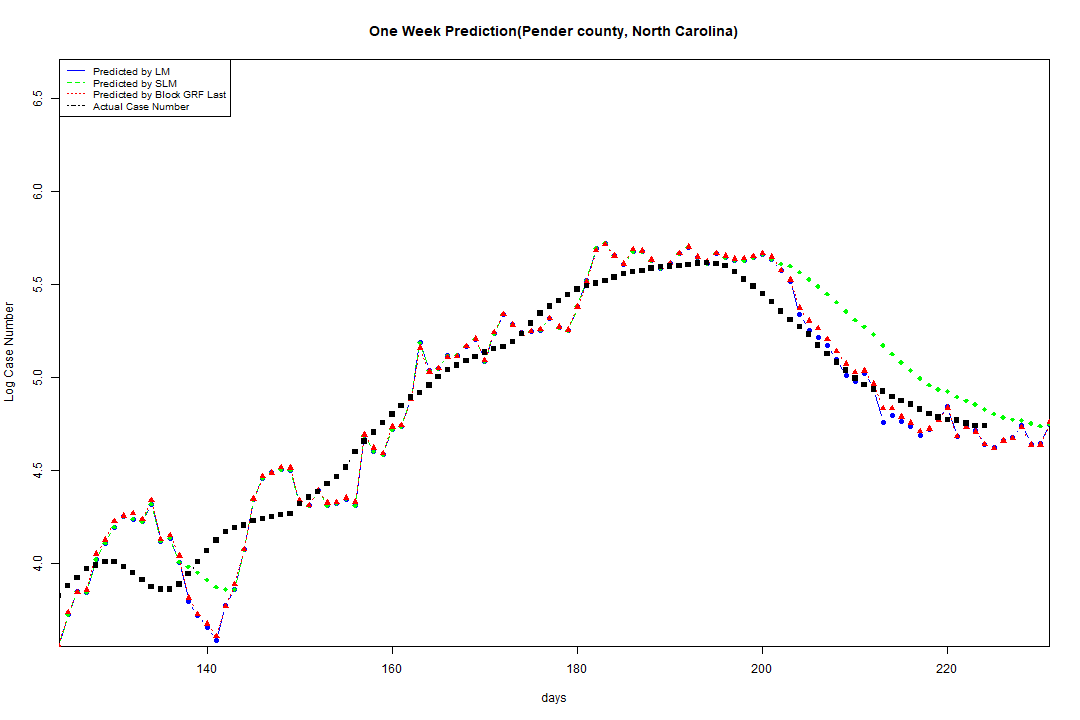 One Week Prediction(Pender county, North Carolina)
Predicted by LM
Predicted by SLM
Predicted by Block GRF Last
Actual Case Number
6.5
6.0
5.5
5.0
4.5
4.0
Log Case Number
140 160 180 200 220
days